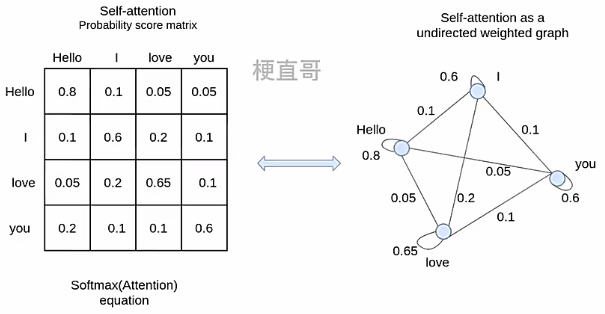 Self-attention
Probability score matrix
Hello I love you
Hello 0.8 0.1 0.05 0.05
I 0.1 0.6 0.2 0.1
love 0.05 0.2 0.65 0.1
you 0.2 0.1 0.1 0.6
Softmax(Attention)
equation
梗直哥
Self-attention as a
undirected weighted graph
0.6 I
0.1
0.1
Hello
0.8
0.05
you
0.05
0.2
0.6
0.1
0.65
love